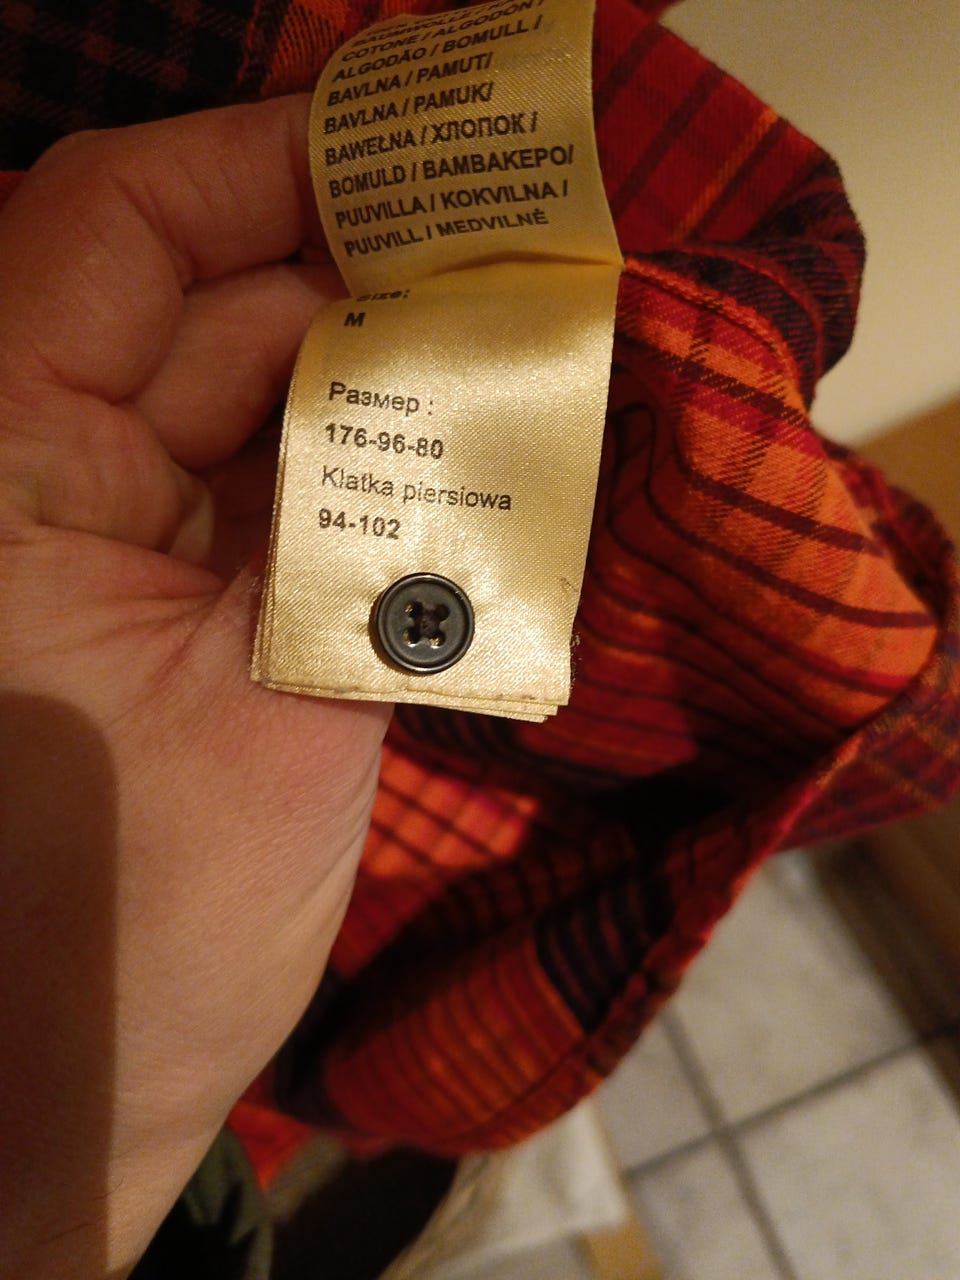 COTONE / ALGODÓN /
ALGODÃO / BOMULL /
BAVLNA / PAMUT/
BAVLNA / PAMUK/
BAWEŁNA / ХЛОПОК /
BOMULD / ΒΑΜΒΑΚΕΡΟ/
PUUVILLA / KOKVILNA /
PUUVILL / MEDVILNĖ
Size:
M
Размер :
176-96-80
Klatka piersiowa
94-102